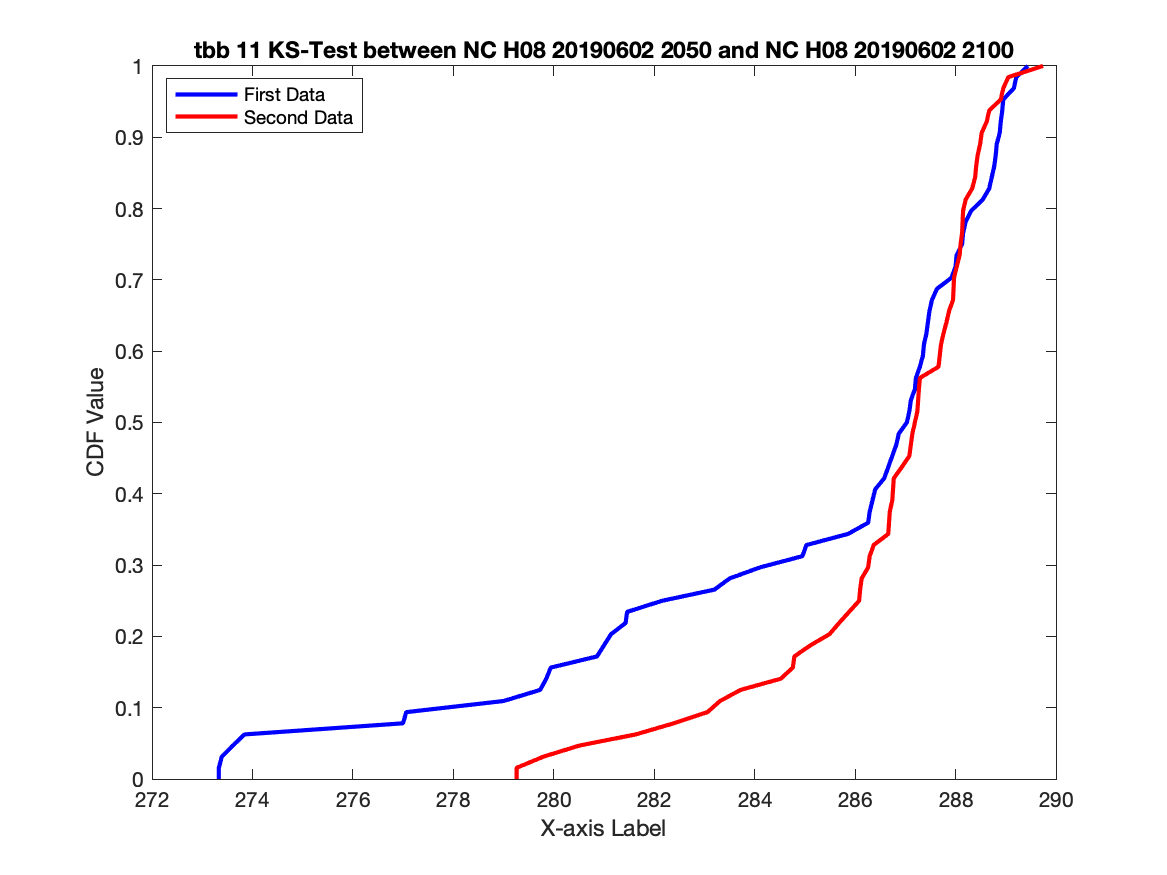 tbb 11 KS-Test between NC H08 20190602 2050 and NC H08 20190602 2100
First Data
Second Data
CDF Value
1
0.9
0.8
0.7
0.6
0.5
0.4
0.3
0.2
0.1
0
272 274 276 278 280 282 284 286 288 290
X-axis Label